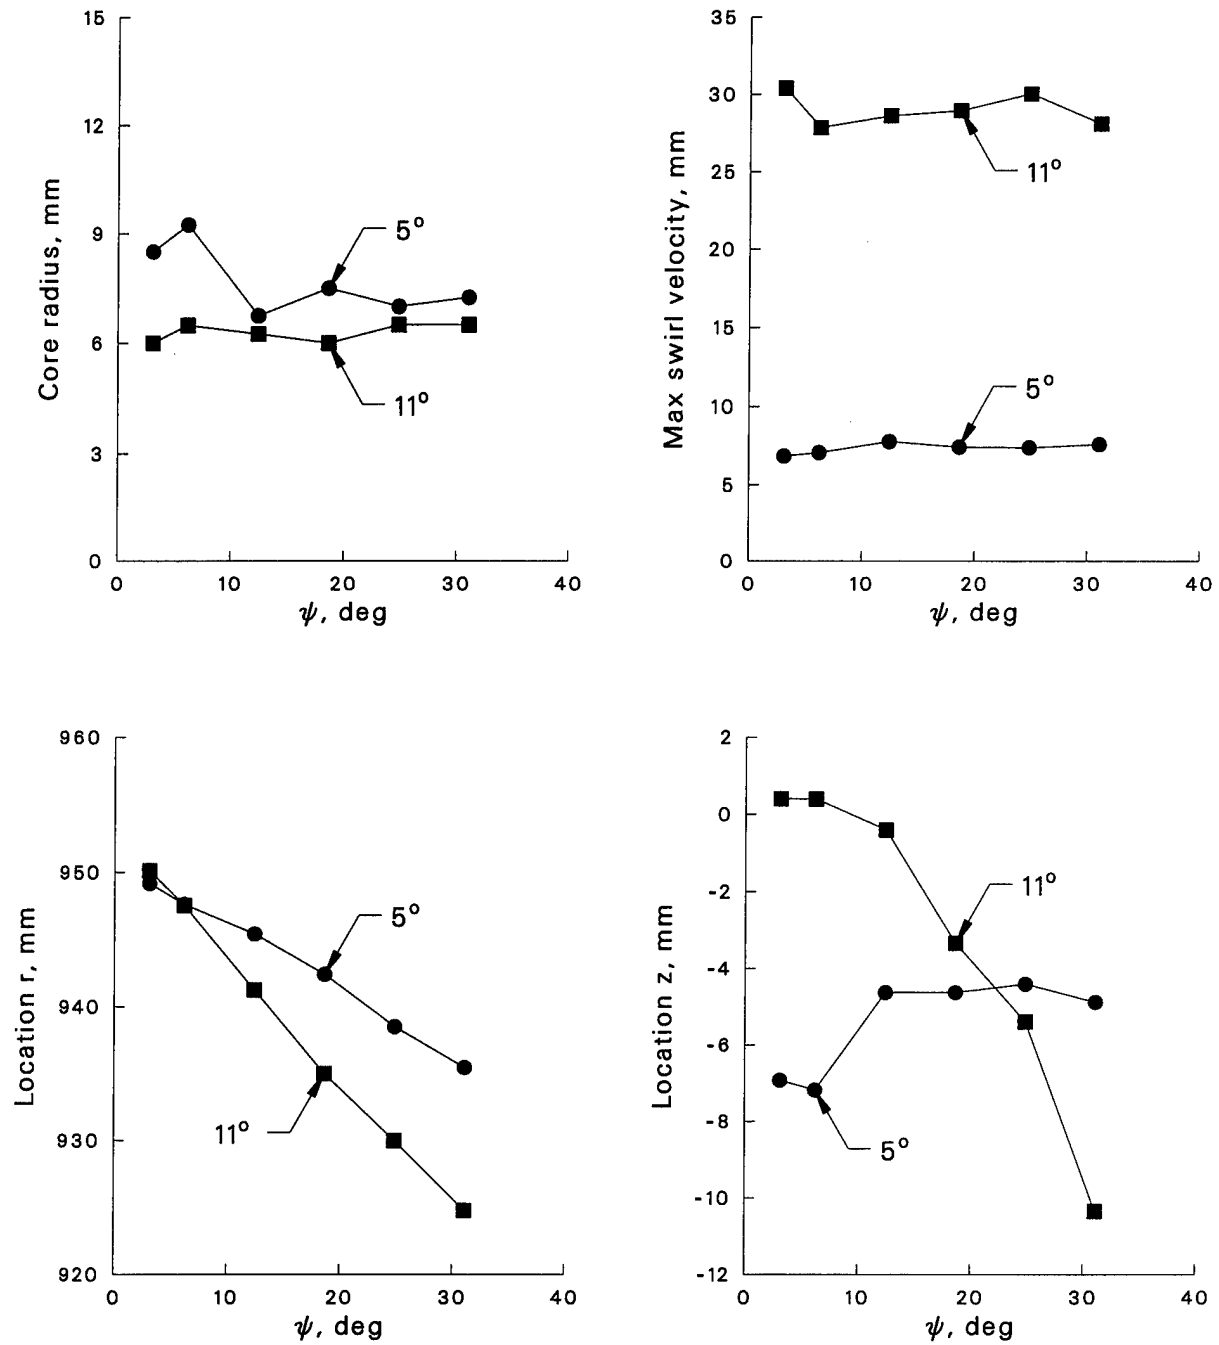 15
12
9
6
3
0
Core radius, mm
5°
11°
0 10 20 30 40
ψ, deg
35
30
25
20
15
10
5
0
Max swirl velocity, mm
11°
5°
0 10 20 30 40
ψ, deg
960
950
940
930
920
Location r, mm
5°
11°
0 10 20 30 40
ψ, deg
2
0
-2
-4
-6
-8
-10
-12
Location z, mm
11°
5°
0 10 20 30 40
ψ, deg